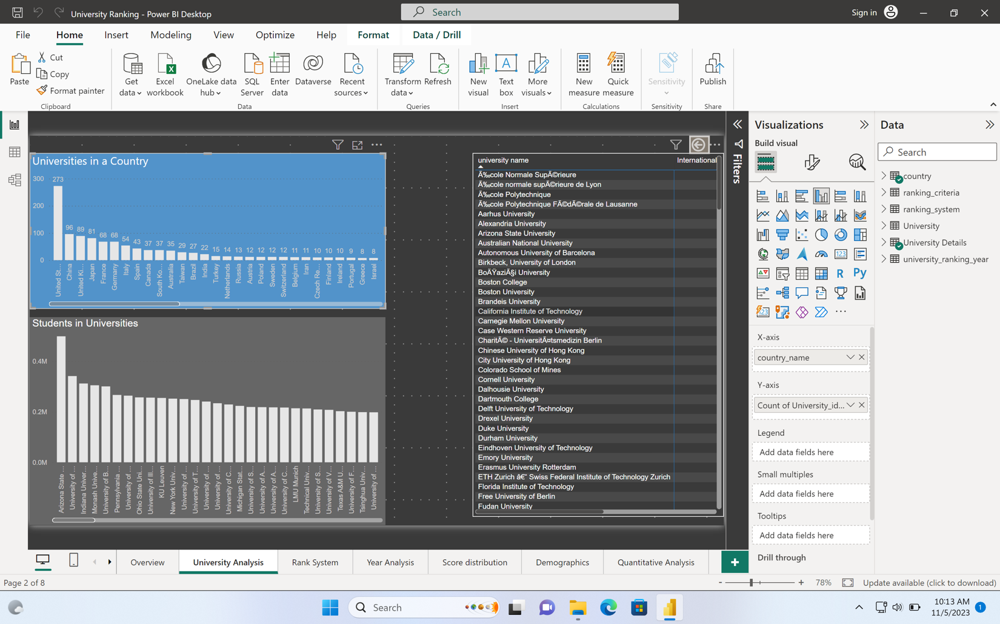 University Ranking - Power BI Desktop
Search
Sign in
File
Home
Insert
Modeling
View
Optimize
Help
Format
Data / Drill
Paste
Cut
Copy
Format painter
Clipboard
Get data
Excel workbook
OneLake data hub
SQL Server
Enter data
Dataverse
Recent sources
Data
Transform data
Refresh
Queries
New visual
Text box
More visuals
Insert
New measure
Quick measure
Calculations
Sensitivity
Sensitivity
Publish
Share
Universities in a Country
300
200
100
0
273
96
89
81
68
68
54
43
37
37
35
29
27
22
15
14
13
12
12
12
12
11
11
10
10
10
9
8
8
United St...
China
United Ki...
Japan
France
Germany
Italy
Spain
Canada
South Ko...
Australia
Taiwan
Brazil
India
Turkey
Netherlands
Russia
Austria
Poland
Sweden
Switzerland
Belgium
Iran
Czech Re...
Finland
Ireland
Portugal
Greece
Israel
Students in Universities
0.4M
0.2M
0.0M
Arizona State ...
University of ...
Indiana Univer...
Monash Unive...
University of B...
Pennsylvania ...
University of ...
Ohio State Uni...
University of Ill...
KU Leuven
New York Univ...
University of ...
University of T...
University of ...
University of ...
University of C...
Michigan Stat...
University of S...
University of A...
University of A...
University of C...
LMU Munich
Technical Univ...
University of S...
University of V...
Texas A&M U...
University of F...
Tsinghua Univ...
University of ...
university name
International
Ã‰cole Normale SupÃ©rieure
Ã‰cole normale supÃ©rieure de Lyon
Ã‰cole Polytechnique
Ã‰cole Polytechnique FÃ©dÃ©rale de Lausanne
Aarhus University
Alexandria University
Arizona State University
Australian National University
Autonomous University of Barcelona
Birkbeck, University of London
BoÄŸaziÃ§i University
Boston College
Boston University
Brandeis University
California Institute of Technology
Carnegie Mellon University
Case Western Reserve University
CharitÃ© - UniversitÃ¤tsmedizin Berlin
Chinese University of Hong Kong
City University of Hong Kong
Colorado School of Mines
Cornell University
Dalhousie University
Dartmouth College
Delft University of Technology
Drexel University
Duke University
Durham University
Eindhoven University of Technology
Emory University
Erasmus University Rotterdam
ETH Zurich â€“ Swiss Federal Institute of Technology Zurich
Florida Institute of Technology
Free University of Berlin
Fudan University
Filters
Visualizations
Build visual
123
R
Py
123
X-axis
country_name
Y-axis
Count of University_id...
Legend
Add data fields here
Small multiples
Add data fields here
Tooltips
Add data fields here
Drill through
Data
Search
country
ranking_criteria
ranking_system
University
University Details
university_ranking_year
Overview
University Analysis
Rank System
Year Analysis
Score distribution
Demographics
Quantitative Analysis
+
Page 2 of 8
- + 78%
Update available (click to download)
Search
10:13 AM
11/5/2023
1